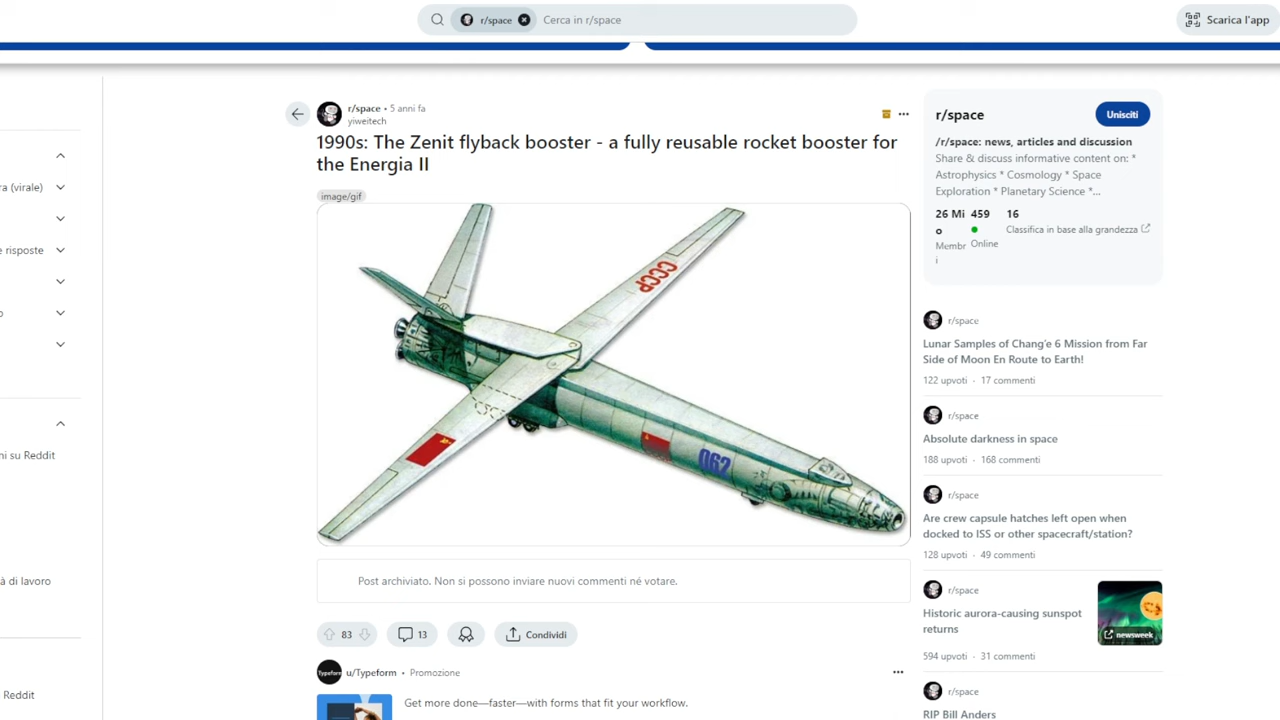 r/space
Cerca in r/space
Scarica l'app
ra (virale)
e risposte
o
ni su Reddit
à di lavoro
Reddit
r/space • 5 anni fa
yiweitech
1990s: The Zenit flyback booster - a fully reusable rocket booster for
the Energia II
image/gif
CCCP
062
Post archiviato. Non si possono inviare nuovi commenti né votare.
83
13
Condividi
Typeform
u/Typeform • Promozione
Get more done—faster—with forms that fit your workflow.
r/space
Unisciti
/r/space: news, articles and discussion
Share & discuss informative content on: *
Astrophysics * Cosmology * Space
Exploration * Planetary Science *...
26 Mi
o
Membr
i
459
Online
16
Classifica in base alla grandezza
r/space
Lunar Samples of Chang'e 6 Mission from Far
Side of Moon En Route to Earth!
122 upvoti · 17 commenti
r/space
Absolute darkness in space
188 upvoti · 168 commenti
r/space
Are crew capsule hatches left open when
docked to ISS or other spacecraft/station?
128 upvoti · 49 commenti
r/space
Historic aurora-causing sunspot
returns
newsweek
594 upvoti · 31 commenti
r/space
RIP Bill Anders